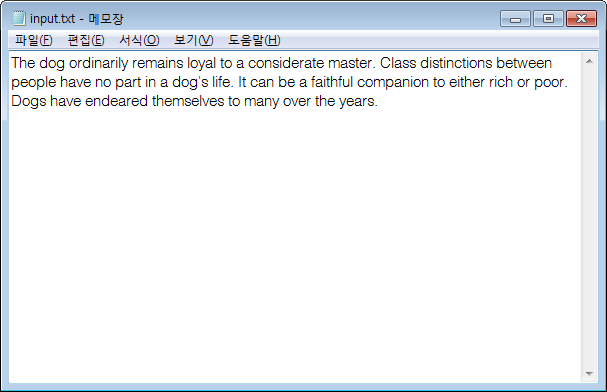 input.txt - 메모장
파일(F) 편집(E) 서식(O) 보기(V) 도움말(H)
The dog ordinarily remains loyal to a considerate master. Class distinctions between
people have no part in a dog's life. It can be a faithful companion to either rich or poor.
Dogs have endeared themselves to many over the years.